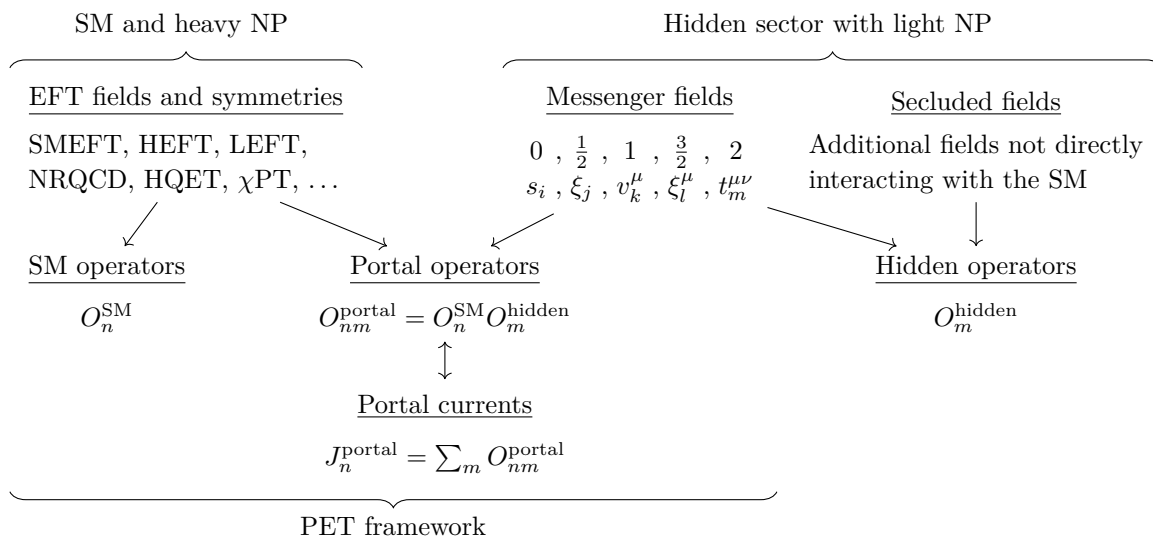 SM and heavy NP
Hidden sector with light NP
EFT fields and symmetries
SMEFT, HEFT, LEFT,
NRQCD, HQET, χPT, …
Messenger fields
0 , 1/2 , 1 , 3/2 , 2
s_i , ξ_j , v_k^μ , ξ_l^μ , t_m^{μν}
Secluded fields
Additional fields not directly
interacting with the SM
SM operators
O_n^{SM}
Portal operators
O_{nm}^{portal} = O_n^{SM} O_m^{hidden}
Hidden operators
O_m^{hidden}
Portal currents
J_n^{portal} = ∑_m O_{nm}^{portal}
PET framework